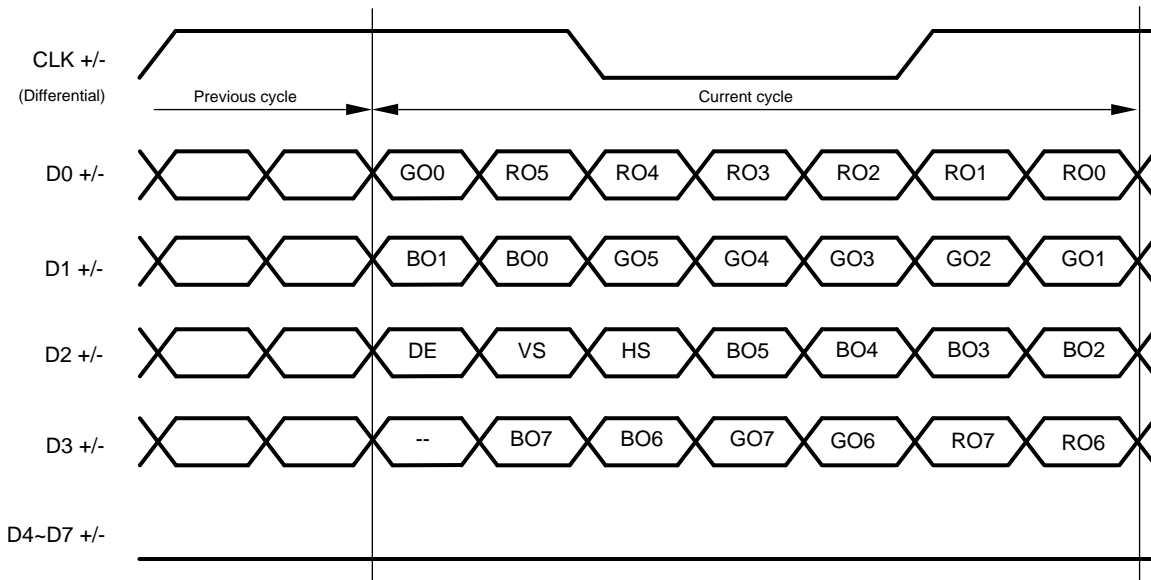 CLK +/-
(Differential)
Previous cycle
Current cycle
D0 +/-
GO0 RO5 RO4 RO3 RO2 RO1 RO0
D1 +/-
BO1 BO0 GO5 GO4 GO3 GO2 GO1
D2 +/-
DE VS HS BO5 BO4 BO3 BO2
D3 +/-
-- BO7 BO6 GO7 GO6 RO7 RO6
D4~D7 +/-